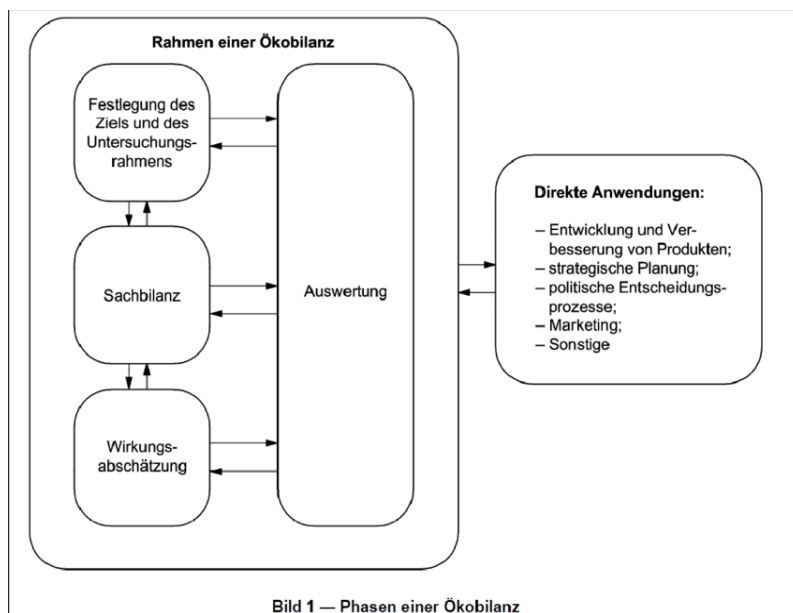 Rahmen einer Ökobilanz
Festlegung des
Ziels und des
Untersuchungs-
rahmens
Sachbilanz
Wirkungs-
abschätzung
Auswertung
Direkte Anwendungen:
– Entwicklung und Ver-
besserung von Produkten;
– strategische Planung;
– politische Entscheidungs-
prozesse;
– Marketing;
– Sonstige
Bild 1 — Phasen einer Ökobilanz